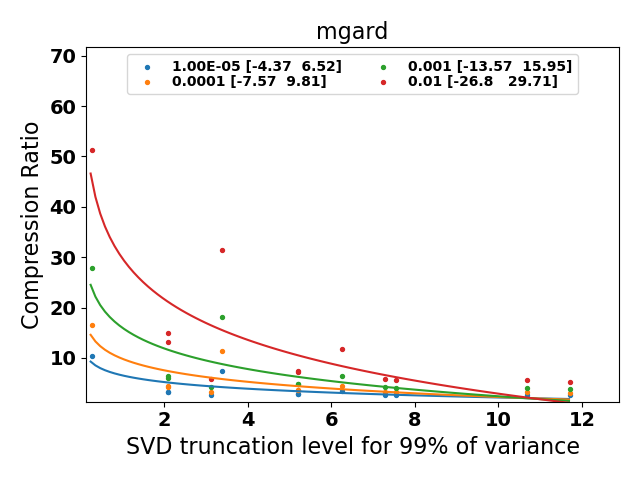 mgard
1.00E-05 [-4.37  6.52]
0.0001 [-7.57  9.81]
0.001 [-13.57  15.95]
0.01 [-26.8   29.71]
70
60
50
40
30
20
10
Compression Ratio
2 4 6 8 10 12
SVD truncation level for 99% of variance